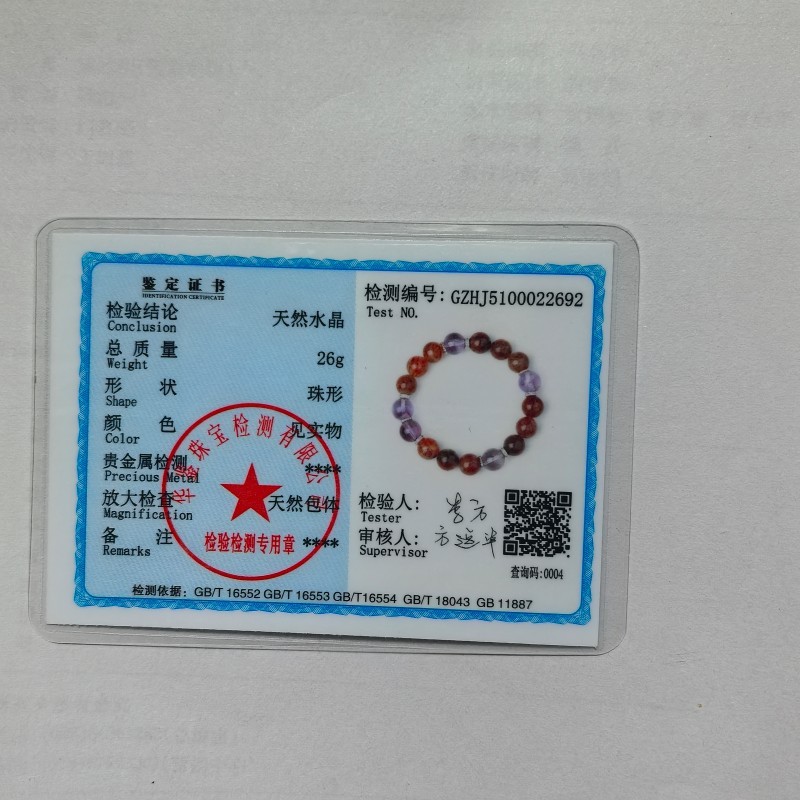 鉴定证书
IDENTIFICATION CERTIFICATE
检验结论 天然水晶
Conclusion
总质量 26g
Weight
形状 珠形
Shape
颜色 见实物
Color
贵金属检测 ****
Precious Metal
放大检查 天然包体
Magnification
备注 ****
Remarks
珠宝检测有限公司
检验检测专用章
检测编号: GZHJ5100022692
Test NO.
检验人: 李方
Tester
审核人:
Supervisor
查询码:0004
检测依据: GB/T 16552 GB/T 16553 GB/T16554 GB/T 18043 GB 11887